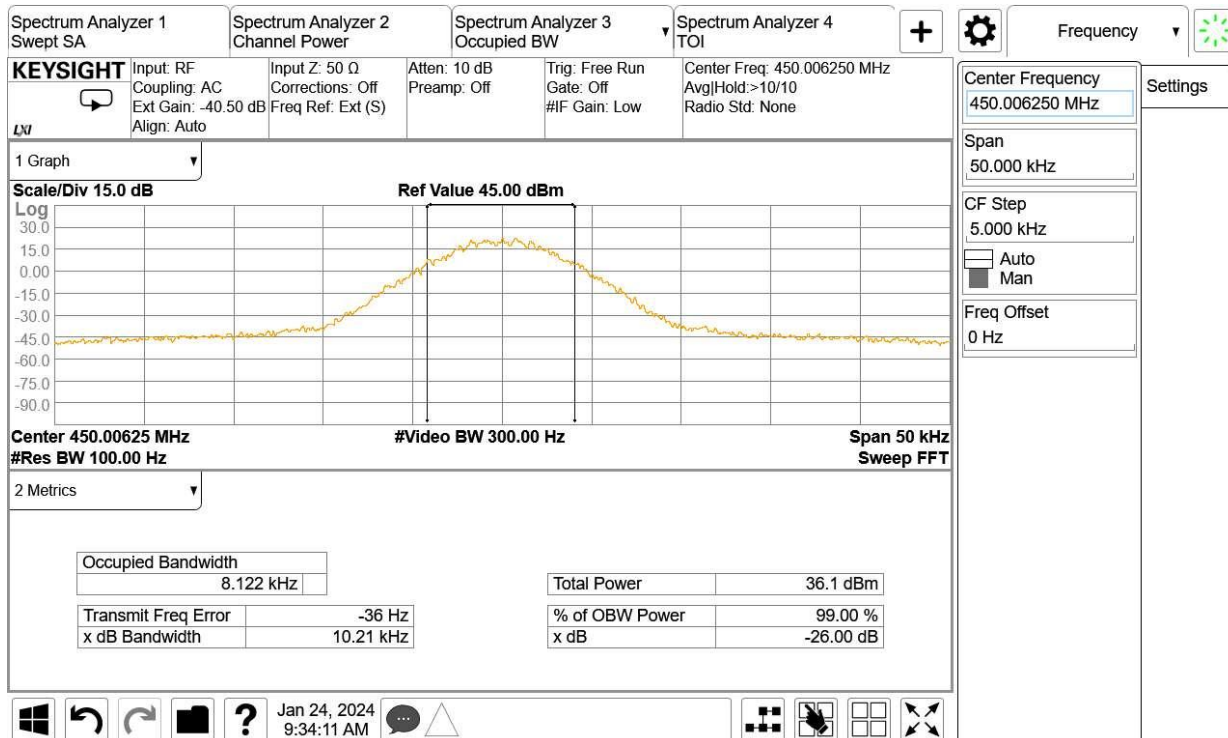 Spectrum Analyzer 1
Swept SA
Spectrum Analyzer 2
Channel Power
Spectrum Analyzer 3
Occupied BW
Spectrum Analyzer 4
TOI
+
Frequency
KEYSIGHT
LXI
Input: RF
Coupling: AC
Ext Gain: -40.50 dB
Align: Auto
Input Z: 50 Ω
Corrections: Off
Freq Ref: Ext (S)
Atten: 10 dB
Preamp: Off
Trig: Free Run
Gate: Off
#IF Gain: Low
Center Freq: 450.006250 MHz
Avg|Hold:>10/10
Radio Std: None
Center Frequency
450.006250 MHz
Settings
Span
50.000 kHz
CF Step
5.000 kHz
Auto
Man
Freq Offset
0 Hz
1 Graph
Scale/Div 15.0 dB
Ref Value 45.00 dBm
Log
30.0
15.0
0.00
-15.0
-30.0
-45.0
-60.0
-75.0
-90.0
Center 450.00625 MHz
#Video BW 300.00 Hz
Span 50 kHz
#Res BW 100.00 Hz
Sweep FFT
2 Metrics
Occupied Bandwidth
8.122 kHz
Total Power 36.1 dBm
Transmit Freq Error -36 Hz
% of OBW Power 99.00 %
x dB Bandwidth 10.21 kHz
x dB -26.00 dB
?
Jan 24, 2024
9:34:11 AM